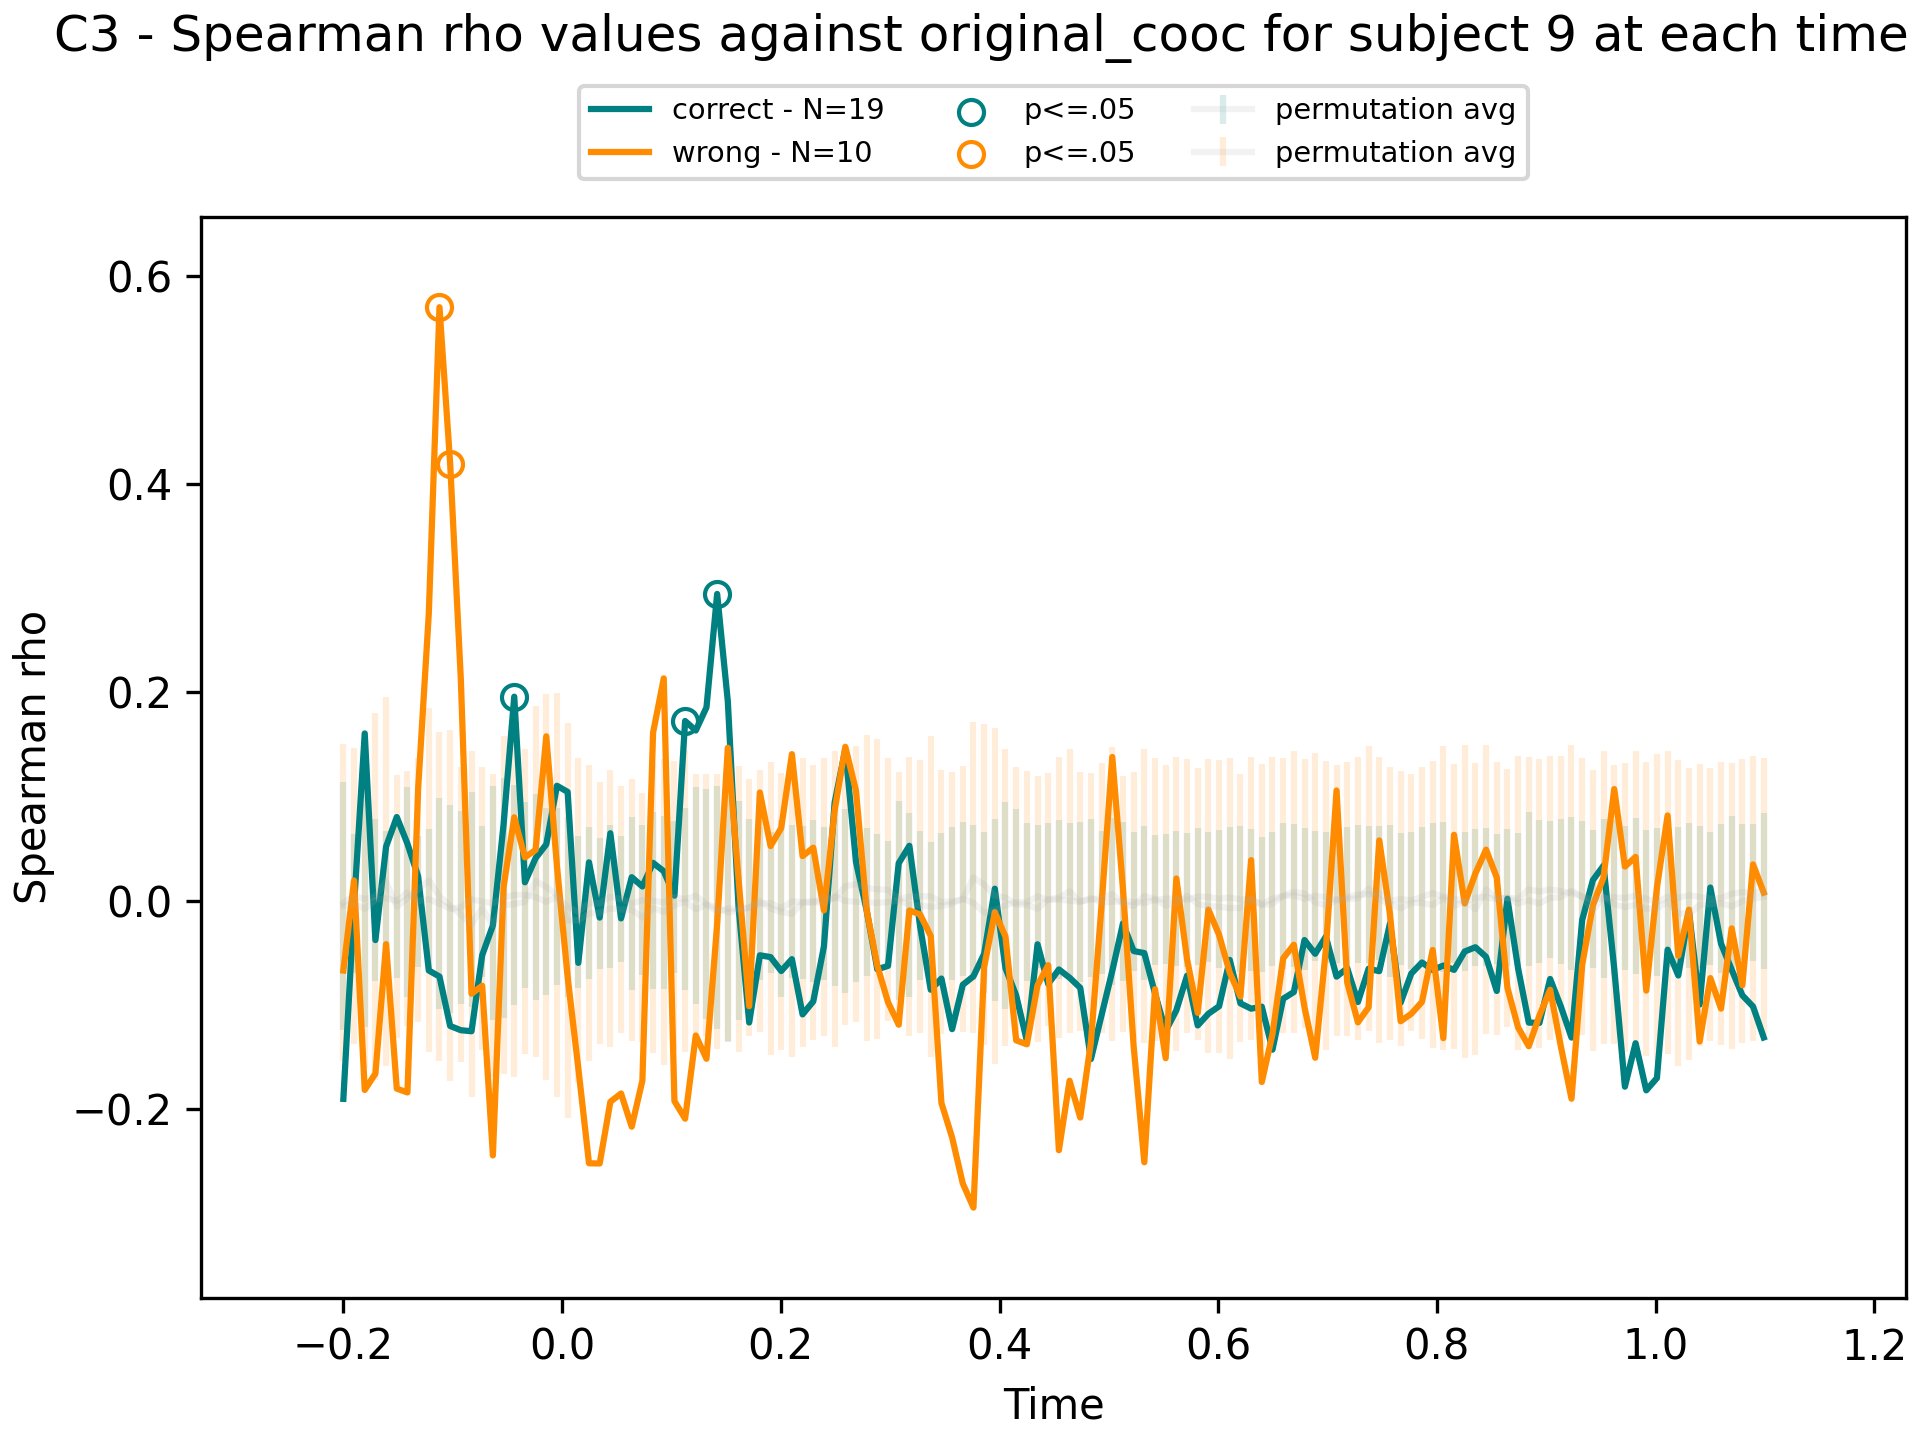 C3 - Spearman rho values against original_cooc for subject 9 at each time
correct - N=19
wrong - N=10
p<=.05
p<=.05
permutation avg
permutation avg
Spearman rho
0.6
0.4
0.2
0.0
−0.2
−0.2
0.0
0.2
0.4
0.6
0.8
1.0
1.2
Time